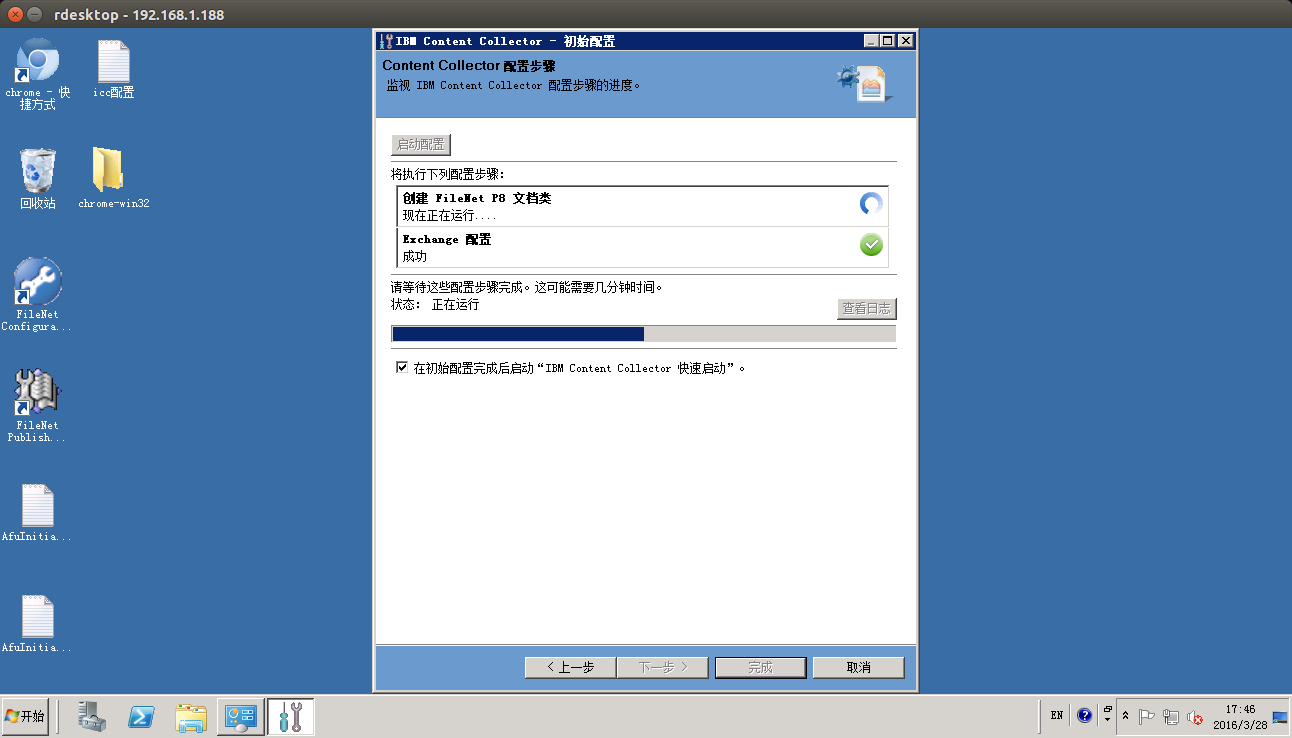 rdesktop - 192.168.1.188
chrome - 快
捷方式
icc配置
回收站
chrome-win32
FileNet
Configura...
FileNet
Publish...
AfuInitia...
AfuInitia...
IBM Content Collector - 初始配置
Content Collector 配置步骤
监视 IBM Content Collector 配置步骤的进度。
启动配置
将执行下列配置步骤:
创建 FileNet P8 文档类
现在正在运行....
Exchange 配置
成功
请等待这些配置步骤完成。这可能需要几分钟时间。
状态: 正在运行
查看日志
在初始配置完成后启动“IBM Content Collector 快速启动”。
< 上一步
下一步 >
完成
取消
开始
EN
17:46
2016/3/28